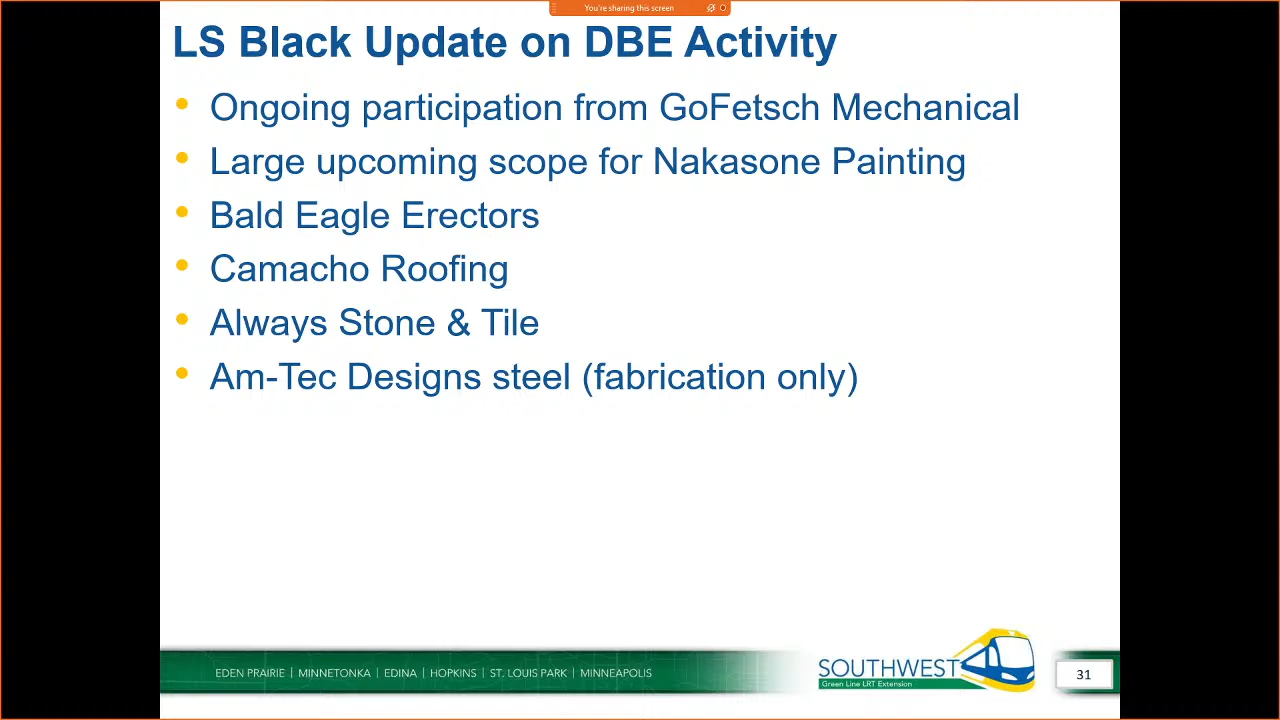 You're sharing this screen
LS Black Update on DBE Activity
• Ongoing participation from GoFetsch Mechanical
• Large upcoming scope for Nakasone Painting
• Bald Eagle Erectors
• Camacho Roofing
• Always Stone & Tile
• Am-Tec Designs steel (fabrication only)
EDEN PRAIRIE | MINNETONKA | EDINA | HOPKINS | ST. LOUIS PARK | MINNEAPOLIS
SOUTHWEST
Green Line LRT Extension
31